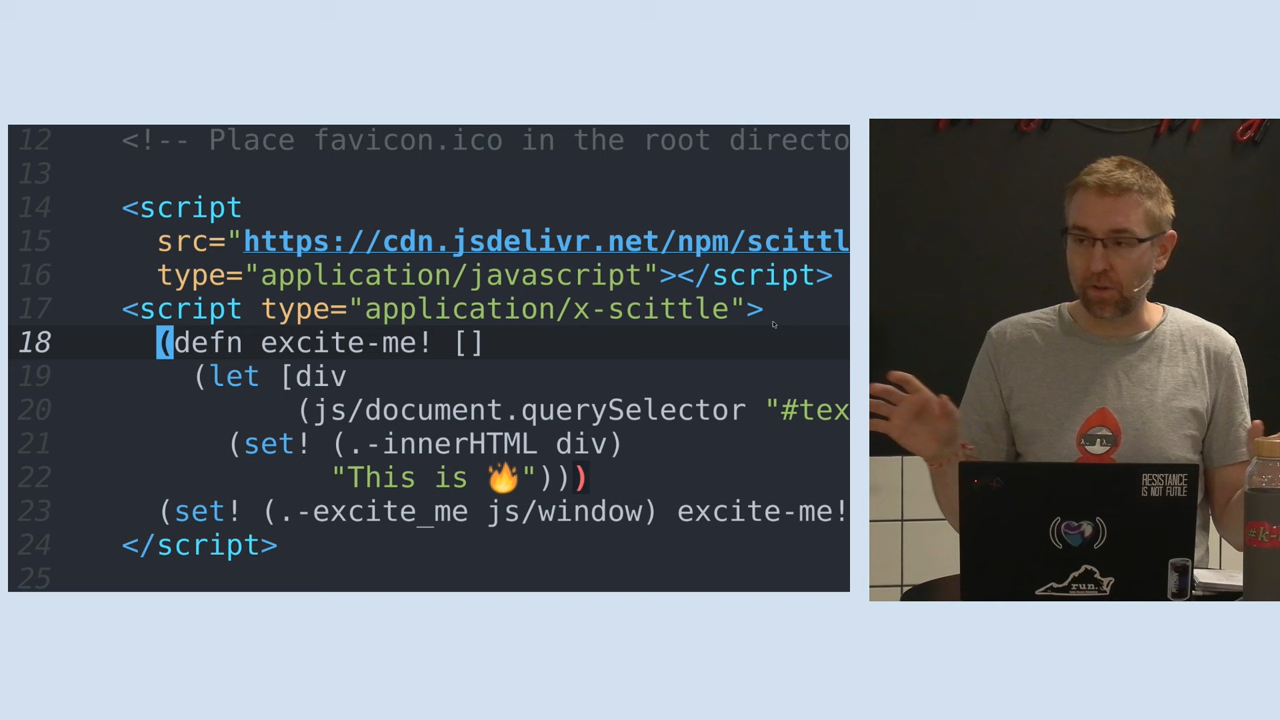 12 <!-- Place favicon.ico in the root directo
13
14 <script
15 src="https://cdn.jsdelivr.net/npm/scittl
16 type="application/javascript"></script>
17 <script type="application/x-scittle">
18 (defn excite-me! []
19 (let [div
20 (js/document.querySelector "#tex
21 (set! (.-innerHTML div)
22 "This is 🔥")))
23 (set! (.-excite_me js/window) excite-me!
24 </script>
25
RESISTANCE
IS NOT FUTILE
run.